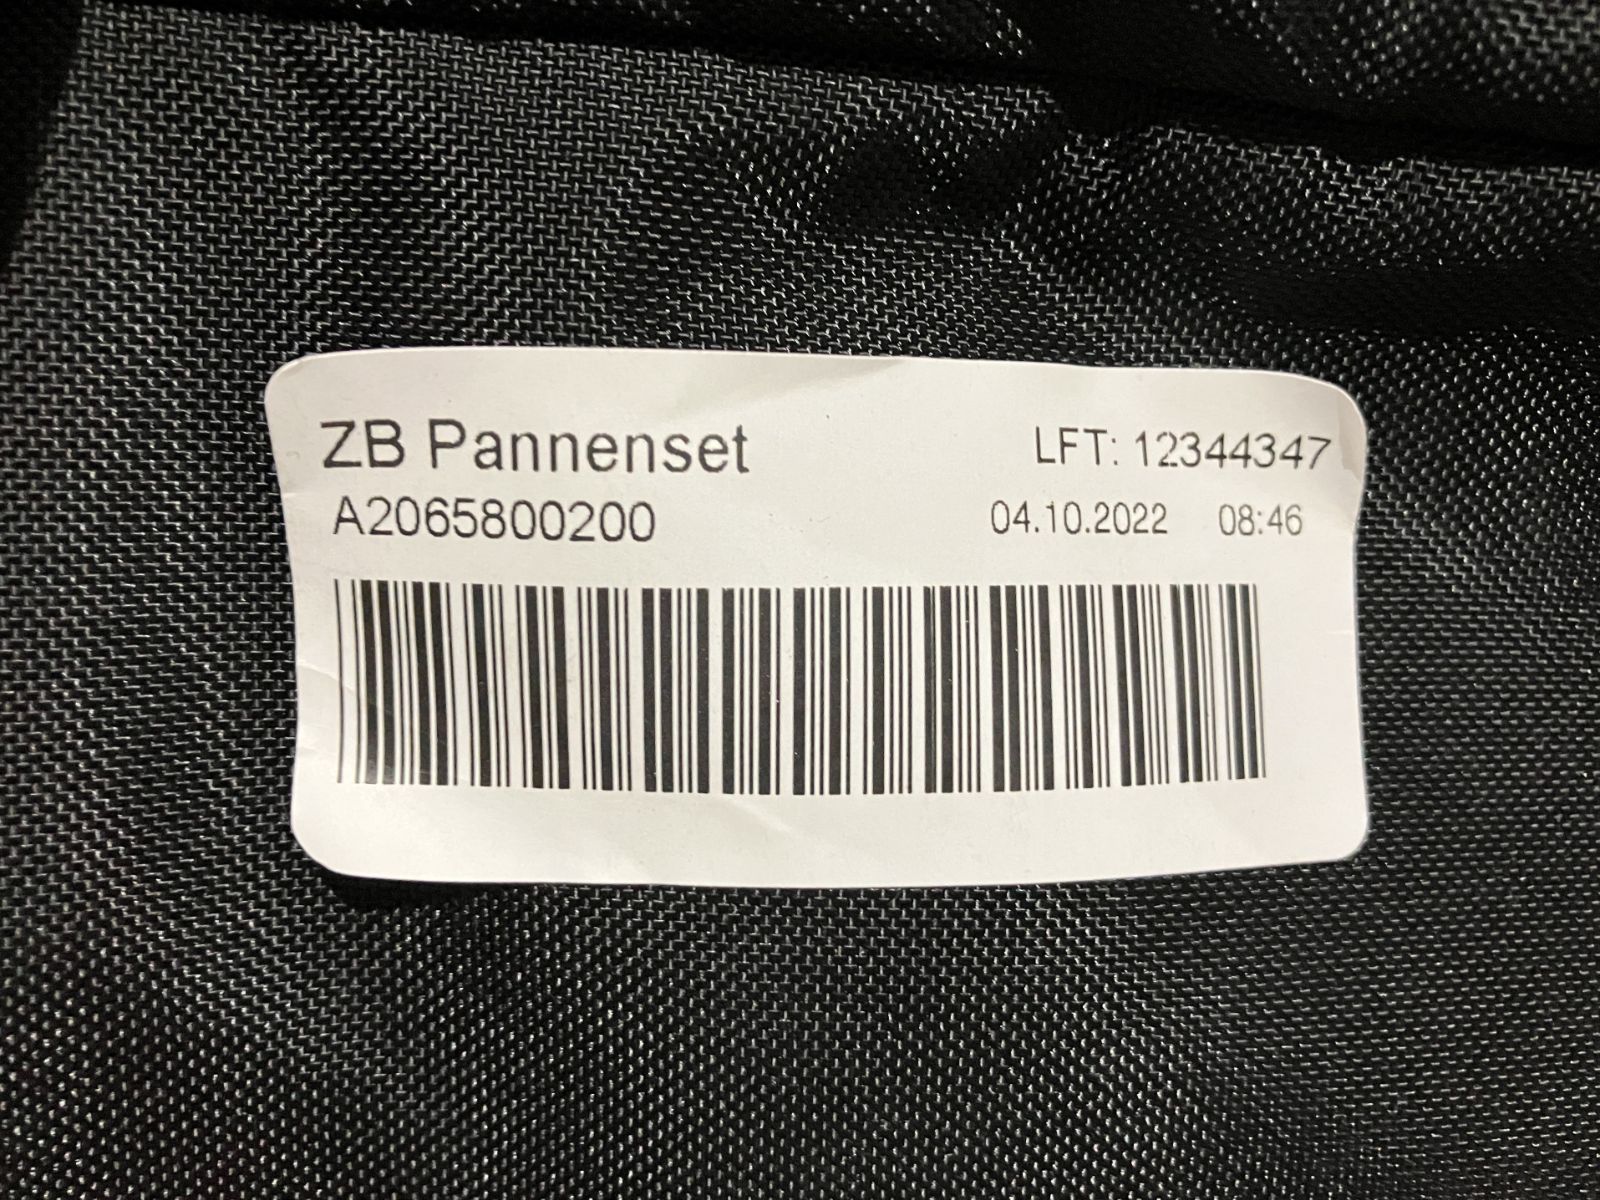 ZB Pannenset
LFT: 12344347
A2065800200
04.10.2022 08:46